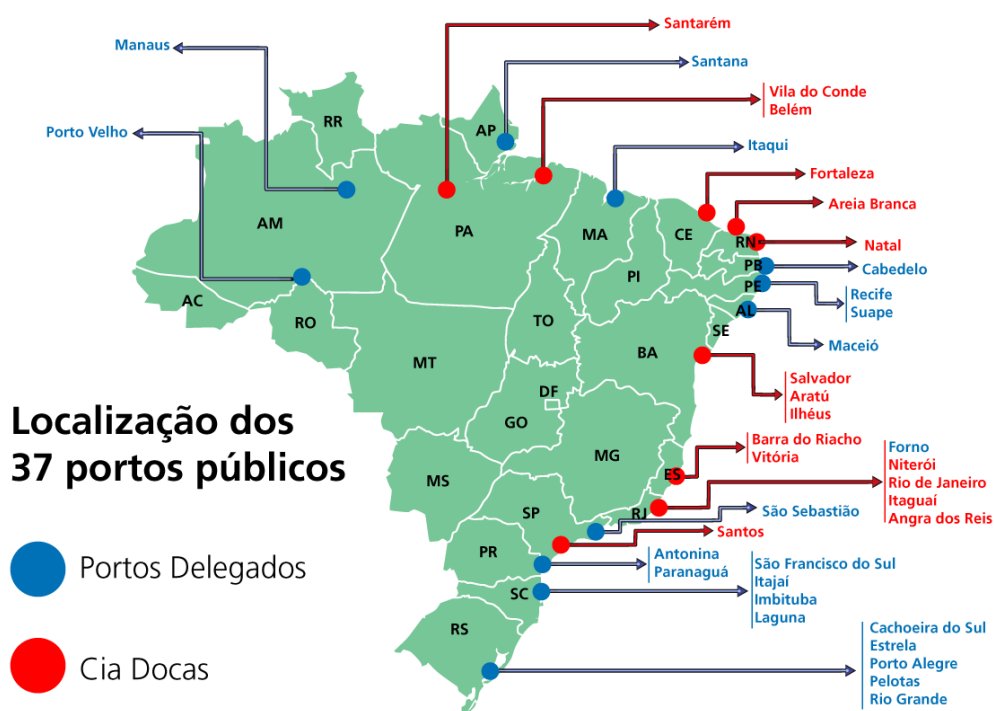 Santarém
Manaus
Santana
Vila do Conde
Belém
RR
AP
Porto Velho
Itaqui
Fortaleza
Areia Branca
AM
PA
MA
CE
RN
Natal
PB
Cabedelo
PI
PE
Recife
Suape
AC
RO
TO
AL
SE
Maceió
BA
MT
Salvador
Aratú
Ilhéus
DF
GO
Localização dos
37 portos públicos
MG
Barra do Riacho
Vitória
ES
Forno
Niterói
Rio de Janeiro
Itaguaí
Angra dos Reis
MS
SP
RJ
São Sebastião
Santos
PR
Antonina
Paranaguá
São Francisco do Sul
Itajaí
Imbituba
Laguna
Portos Delegados
SC
RS
Cachoeira do Sul
Estrela
Porto Alegre
Pelotas
Rio Grande
Cia Docas